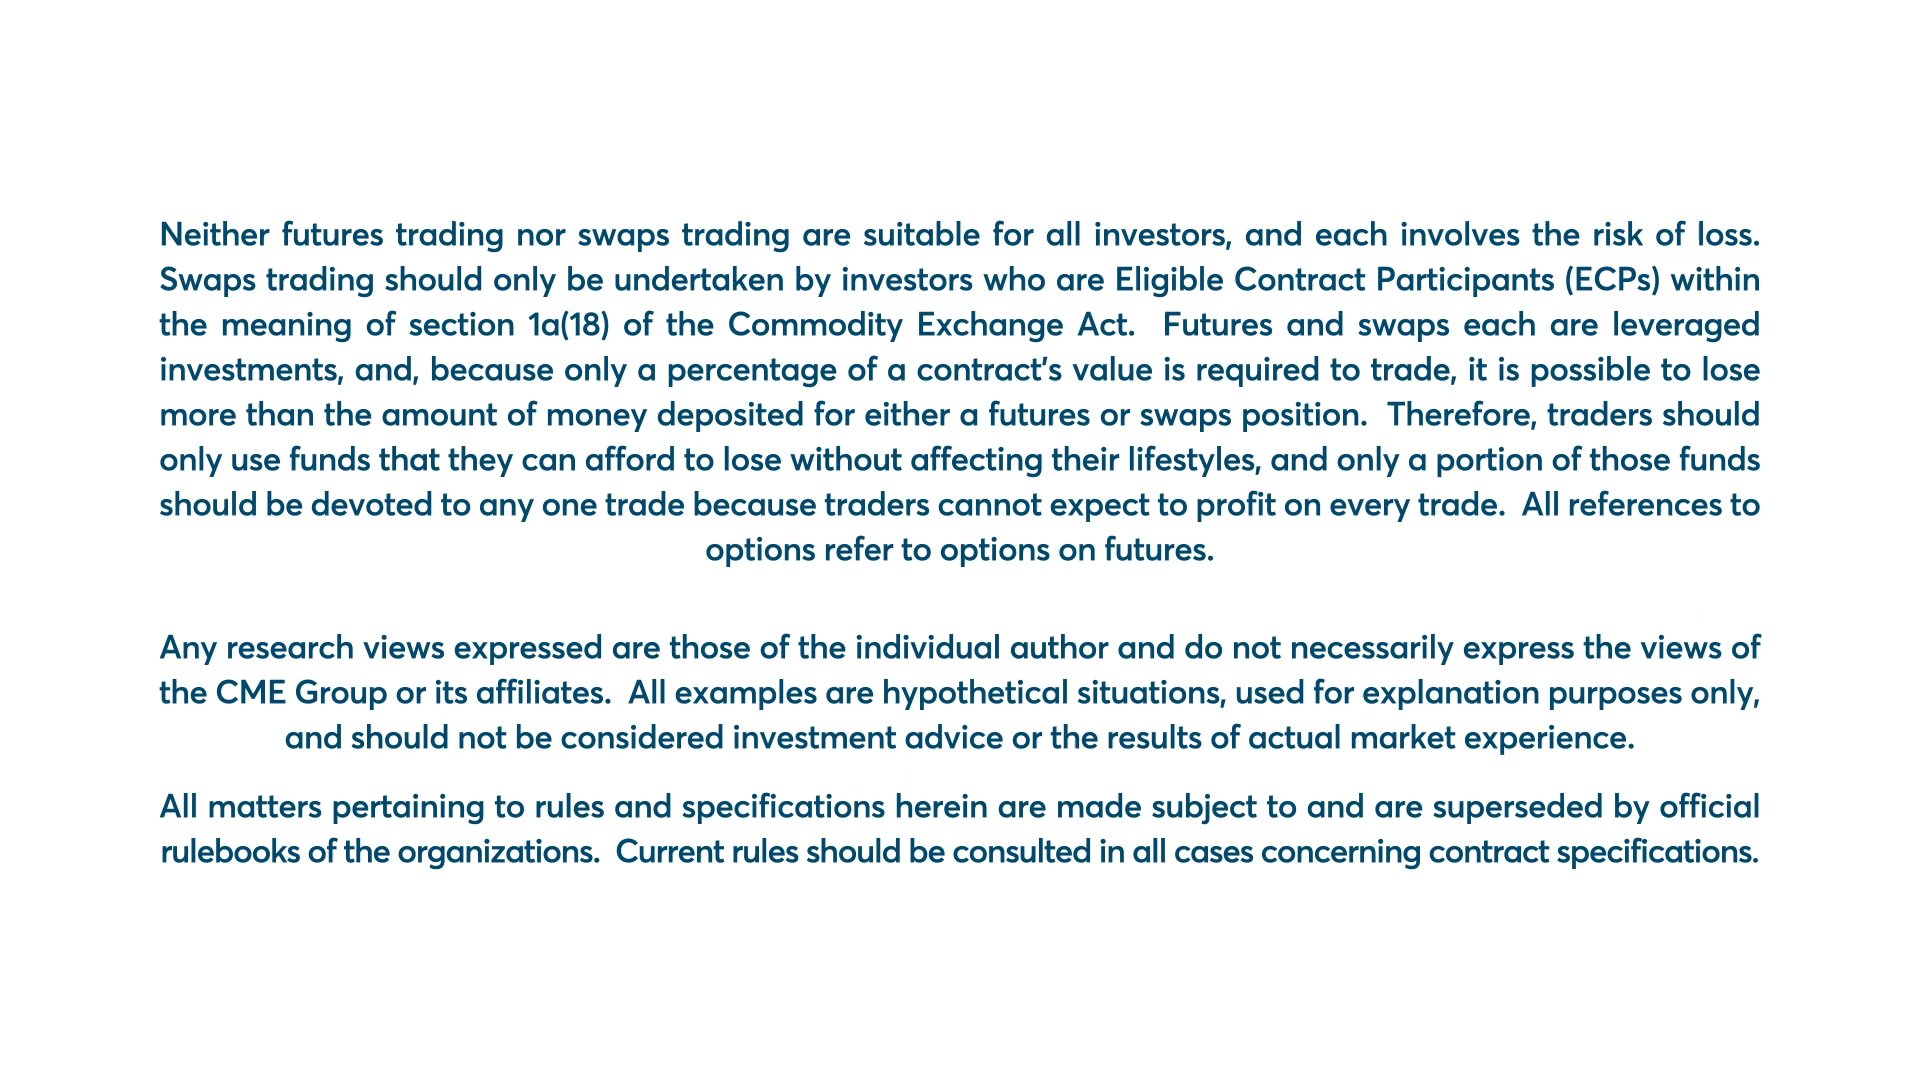 Neither futures trading nor swaps trading are suitable for all investors, and each involves the risk of loss.
Swaps trading should only be undertaken by investors who are Eligible Contract Participants (ECPs) within
the meaning of section 1a(18) of the Commodity Exchange Act.  Futures and swaps each are leveraged
investments, and, because only a percentage of a contract's value is required to trade, it is possible to lose
more than the amount of money deposited for either a futures or swaps position.  Therefore, traders should
only use funds that they can afford to lose without affecting their lifestyles, and only a portion of those funds
should be devoted to any one trade because traders cannot expect to profit on every trade.  All references to
options refer to options on futures.
Any research views expressed are those of the individual author and do not necessarily express the views of
the CME Group or its affiliates.  All examples are hypothetical situations, used for explanation purposes only,
and should not be considered investment advice or the results of actual market experience.
All matters pertaining to rules and specifications herein are made subject to and are superseded by official
rulebooks of the organizations.  Current rules should be consulted in all cases concerning contract specifications.